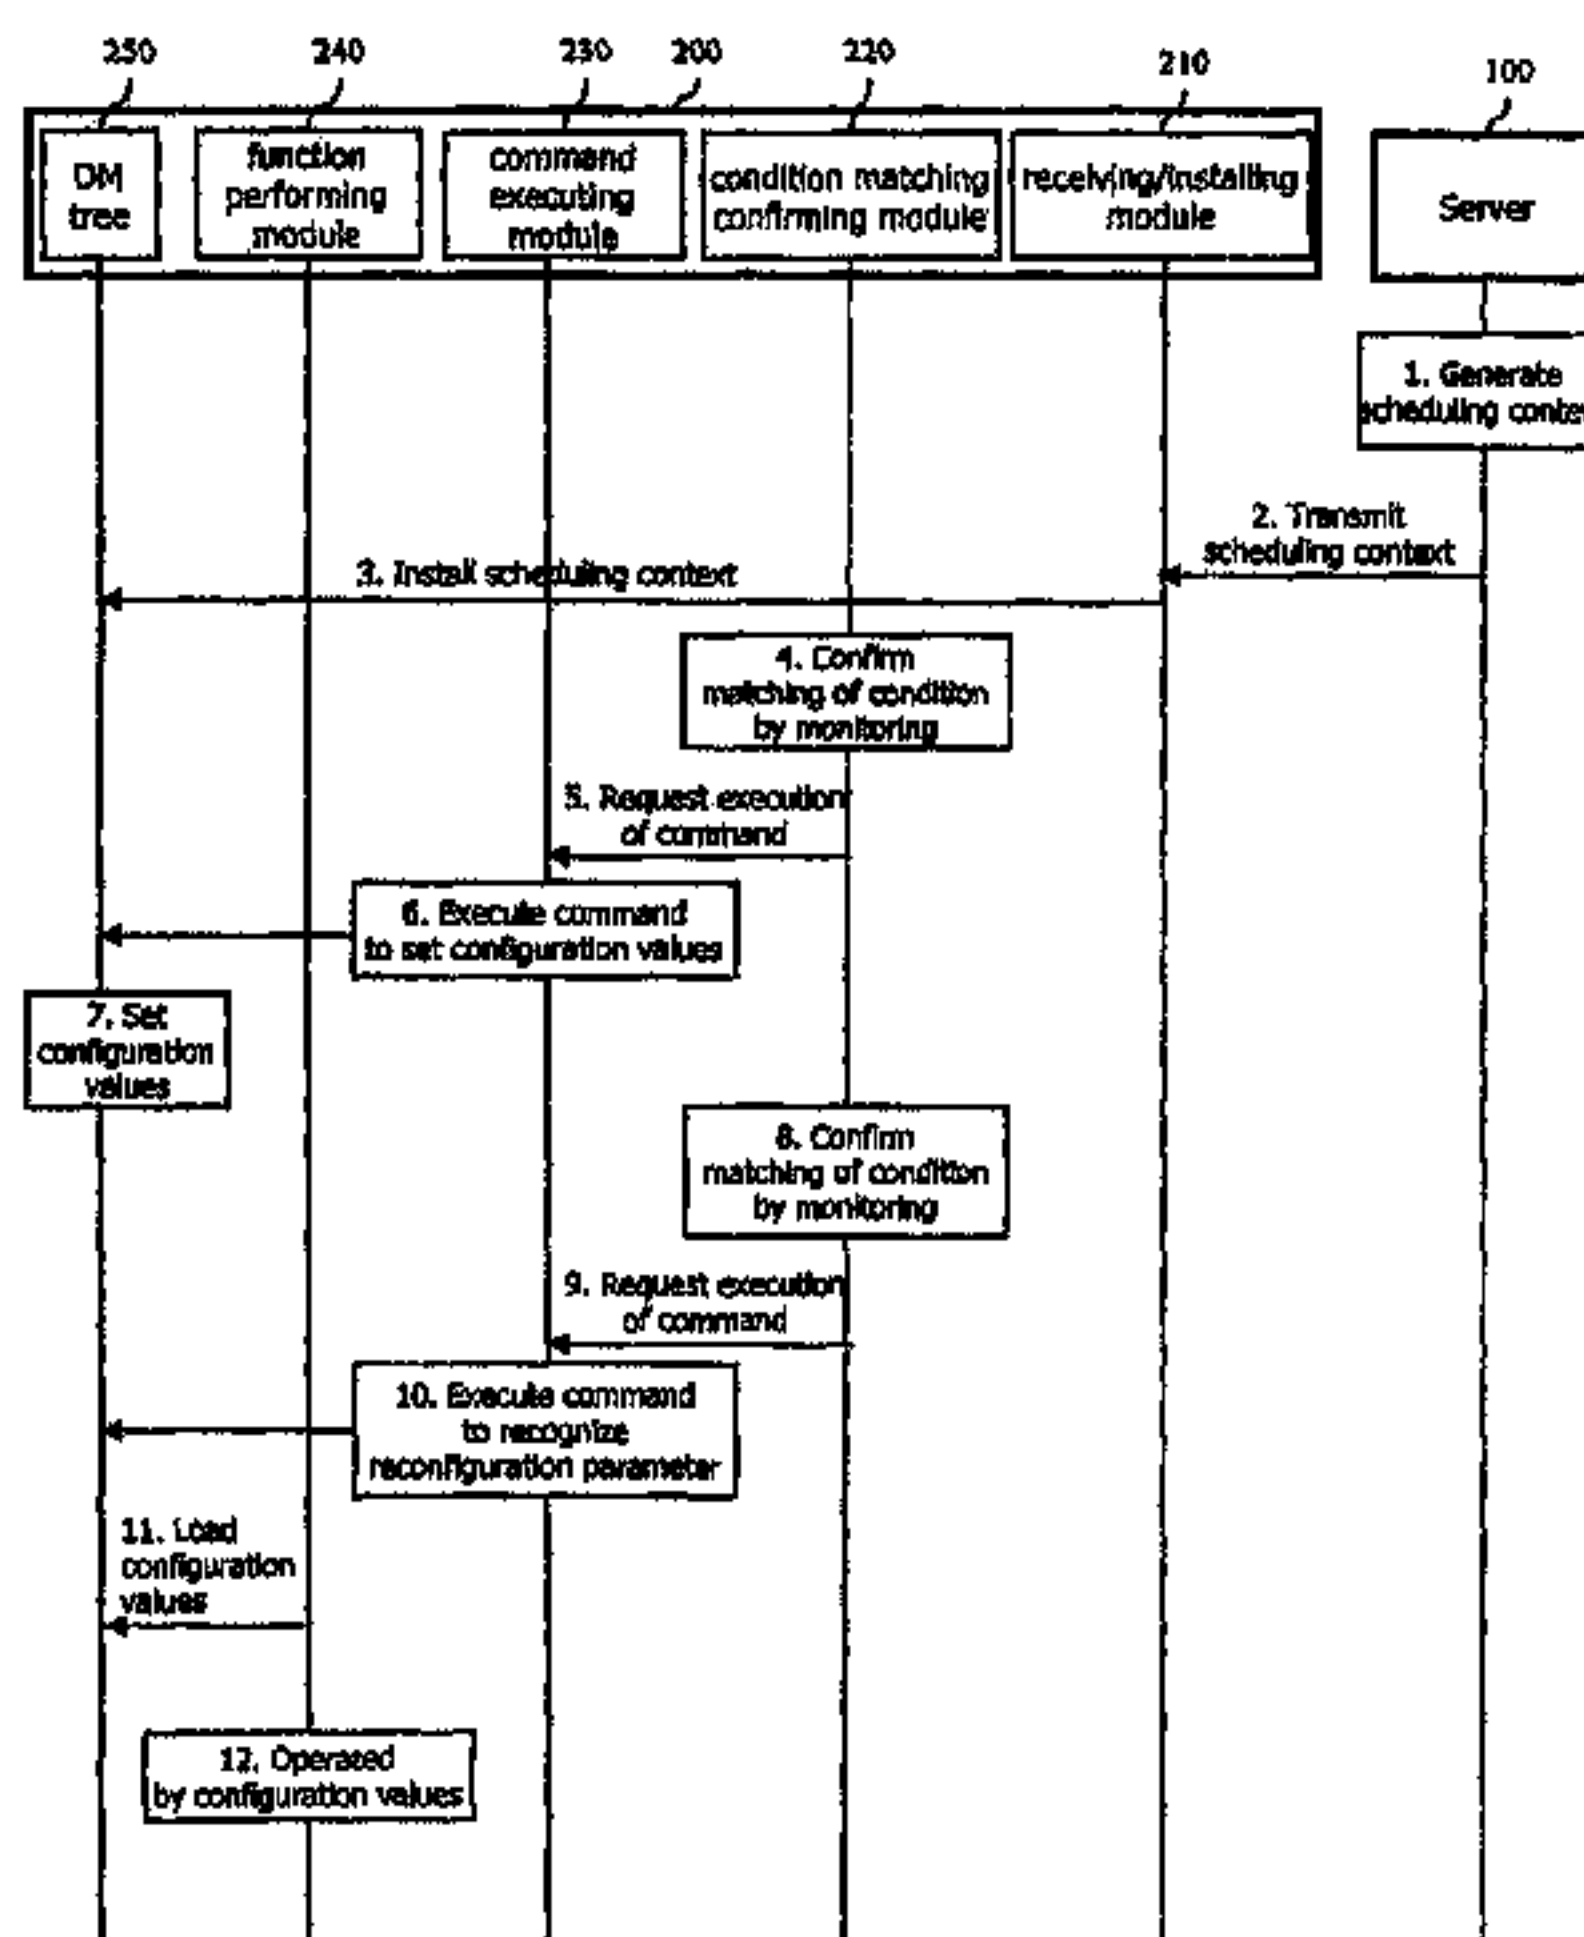 250 240 230 200 220 210 100
DM
tree
function
performing
module
command
executing
module
condition matching
confirming module
receiving/installing
module
Server
1. Generate
scheduling
2. Transmit
scheduling context
3. Install scheduling context
4. Confirm
matching of condition
by monitoring
5. Request execution
of command
6. Execute command
to set configuration values
7. Set
configuration
values
8. Confirm
matching of condition
by monitoring
9. Request execution
of command
10. Execute command
to recognize
reconfiguration parameter
11. Load
configuration
values
12. Operated
by configuration values